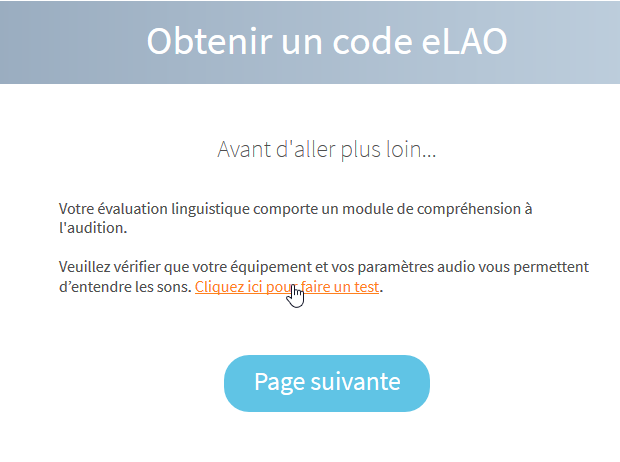 Obtenir un code eLAO
Avant d'aller plus loin...
Votre évaluation linguistique comporte un module de compréhension à
l'audition.
Veuillez vérifier que votre équipement et vos paramètres audio vous permettent
d’entendre les sons. Cliquez ici pour faire un test.
Page suivante